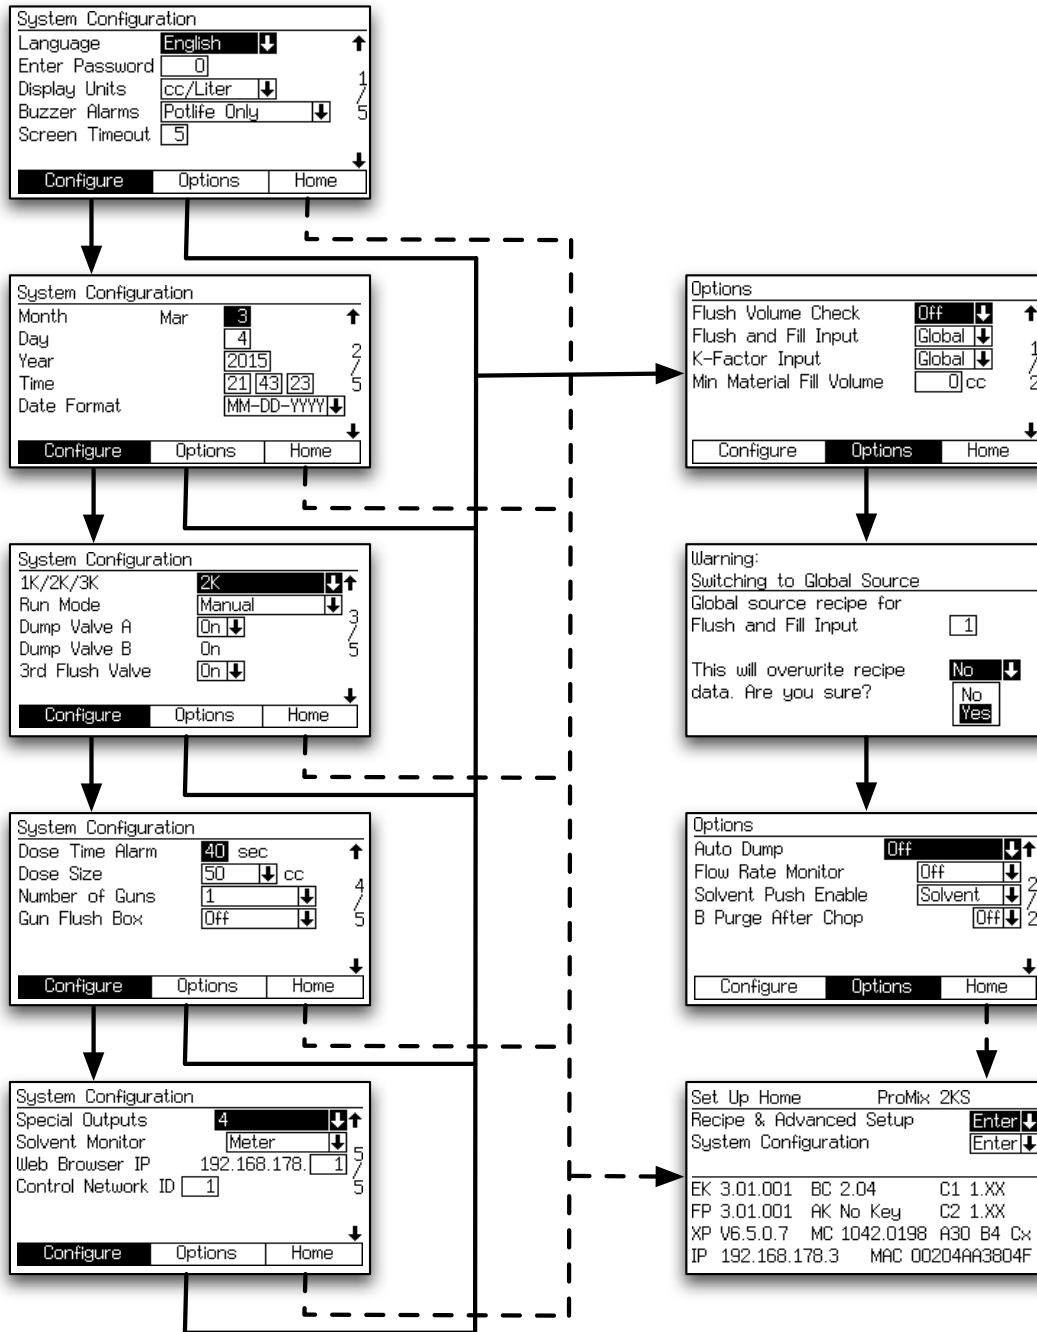 System Configuration
Language English
Enter Password 0
Display Units cc/Liter
Buzzer Alarms Potlife Only
Screen Timeout 5
1/5
Configure Options Home
System Configuration
Month Mar 3
Day 4
Year 2015
Time 21 43 23
Date Format MM-DD-YYYY
2/5
Configure Options Home
System Configuration
1K/2K/3K 2K
Run Mode Manual
Dump Valve A On
Dump Valve B On
3rd Flush Valve On
3/5
Configure Options Home
System Configuration
Dose Time Alarm 40 sec
Dose Size 50 cc
Number of Guns 1
Gun Flush Box Off
4/5
Configure Options Home
System Configuration
Special Outputs 4
Solvent Monitor Meter
Web Browser IP 192.168.178. 1
Control Network ID 1
5/5
Configure Options Home
Options
Flush Volume Check Off
Flush and Fill Input Global
K-Factor Input Global
Min Material Fill Volume 0 cc
1/2
Configure Options Home
Warning:
Switching to Global Source
Global source recipe for
Flush and Fill Input 1
This will overwrite recipe No
data. Are you sure? No
Yes
Options
Auto Dump Off
Flow Rate Monitor Off
Solvent Push Enable Solvent
B Purge After Chop Off
2/2
Configure Options Home
Set Up Home ProMix 2KS
Recipe & Advanced Setup Enter
System Configuration Enter
EK 3.01.001 BC 2.04 C1 1.XX
FP 3.01.001 AK No Key C2 1.XX
XP V6.5.0.7 MC 1042.0198 A30 B4 Cx
IP 192.168.178.3 MAC 00204AA3804F